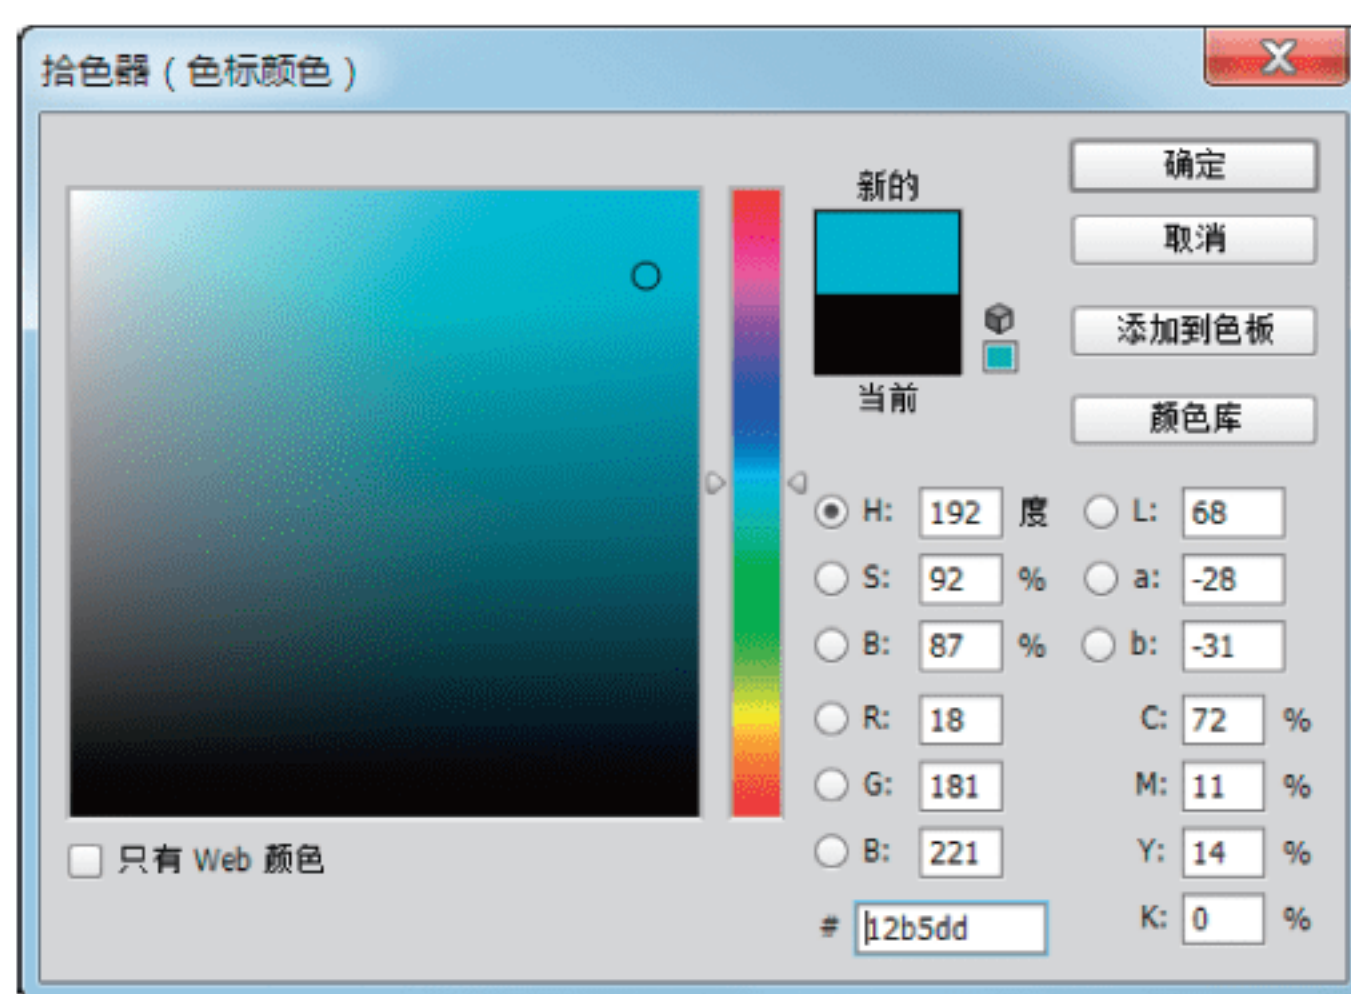 拾色器（色标颜色）
新的
当前
确定
取消
添加到色板
颜色库
H: 192 度
S: 92 %
B: 87 %
R: 18
G: 181
B: 221
# 12b5dd
L: 68
a: -28
b: -31
C: 72 %
M: 11 %
Y: 14 %
K: 0 %
只有 Web 颜色